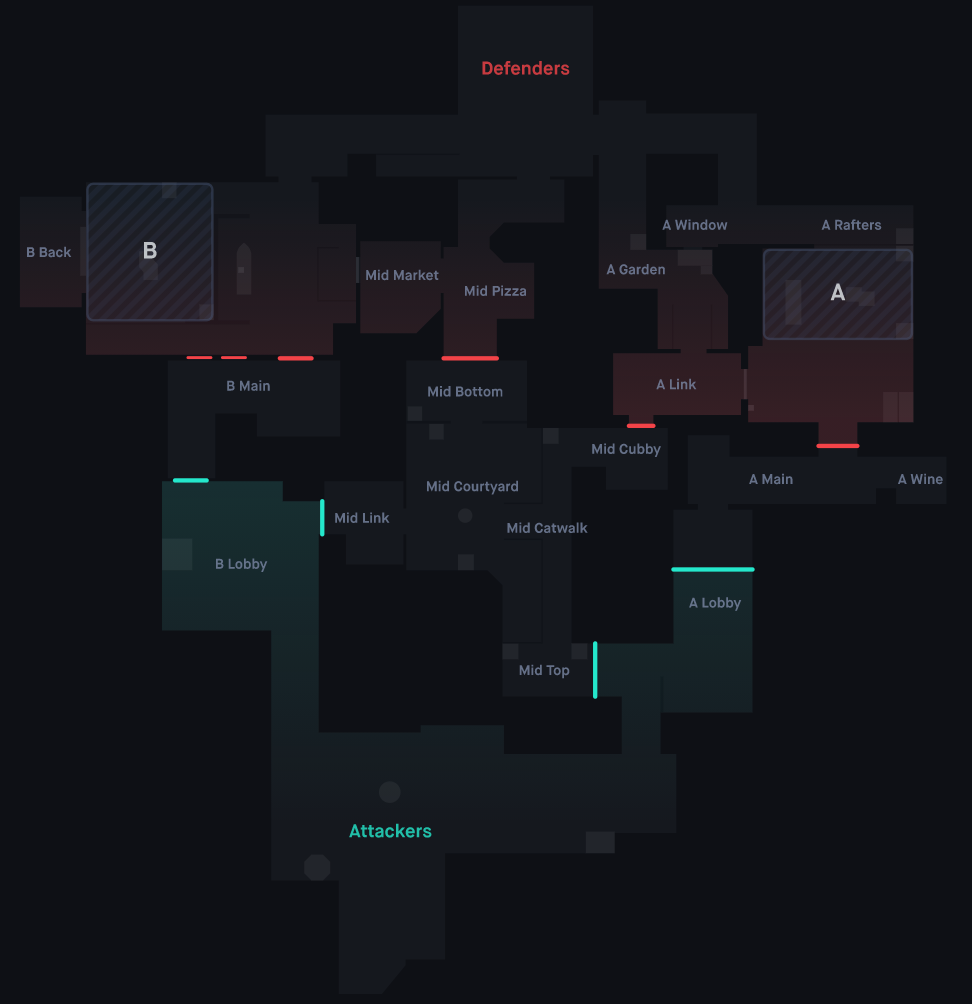 Defenders
A Window
A Rafters
B Back
B
Mid Market
A Garden
Mid Pizza
A
B Main
Mid Bottom
A Link
Mid Cubby
Mid Courtyard
A Main
A Wine
Mid Link
Mid Catwalk
B Lobby
A Lobby
Mid Top
Attackers